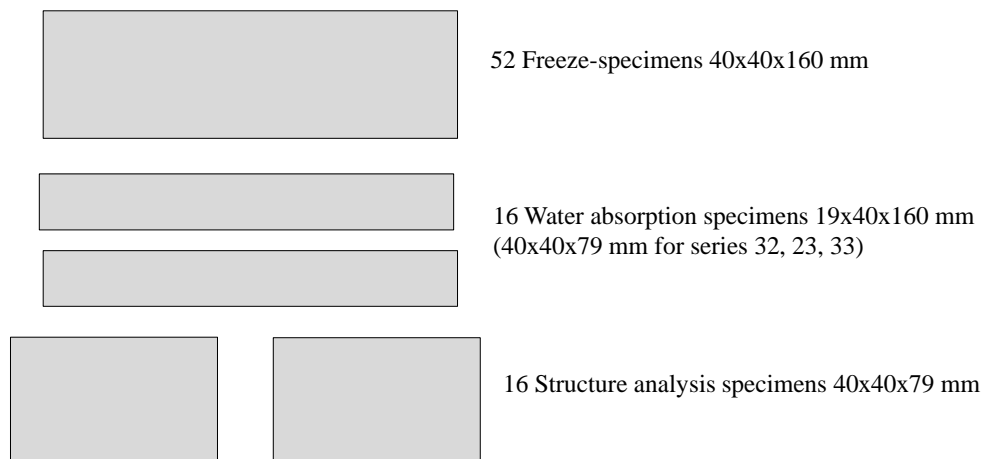 52 Freeze-specimens 40x40x160 mm
16 Water absorption specimens 19x40x160 mm
(40x40x79 mm for series 32, 23, 33)
16 Structure analysis specimens 40x40x79 mm